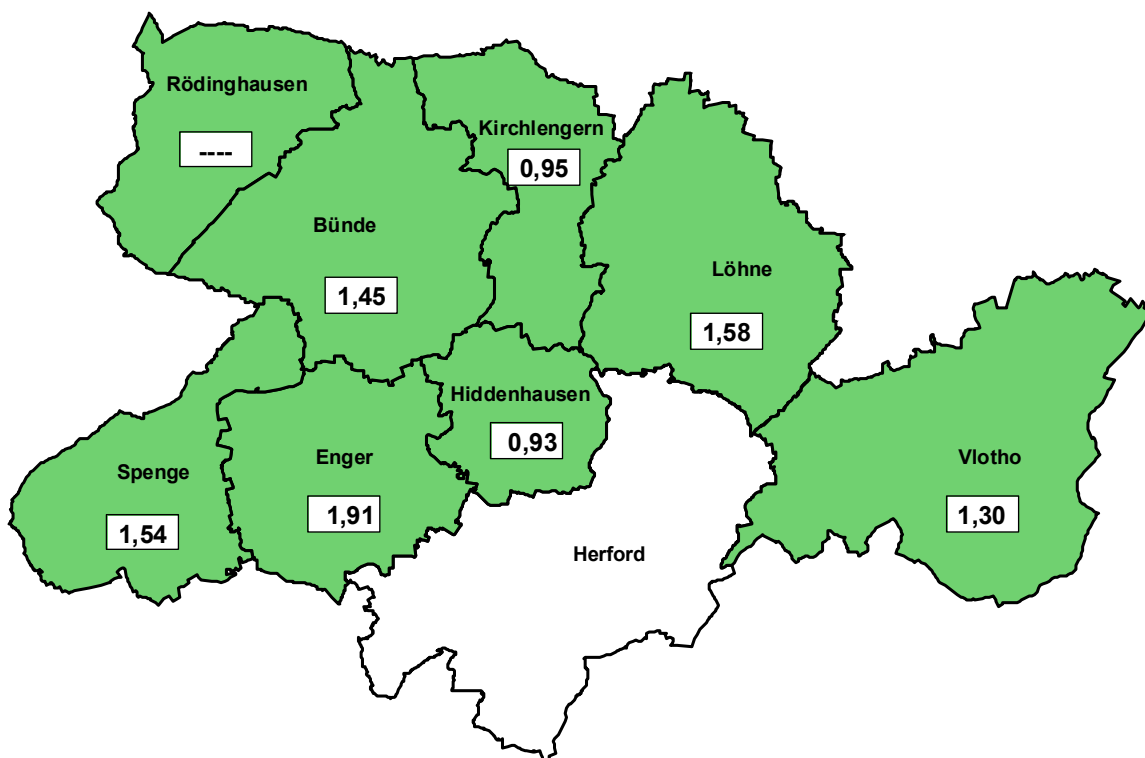 Rödinghausen
----
Kirchlengern
0,95
Bünde
1,45
Löhne
1,58
Hiddenhausen
0,93
Spenge
1,54
Enger
1,91
Vlotho
1,30
Herford